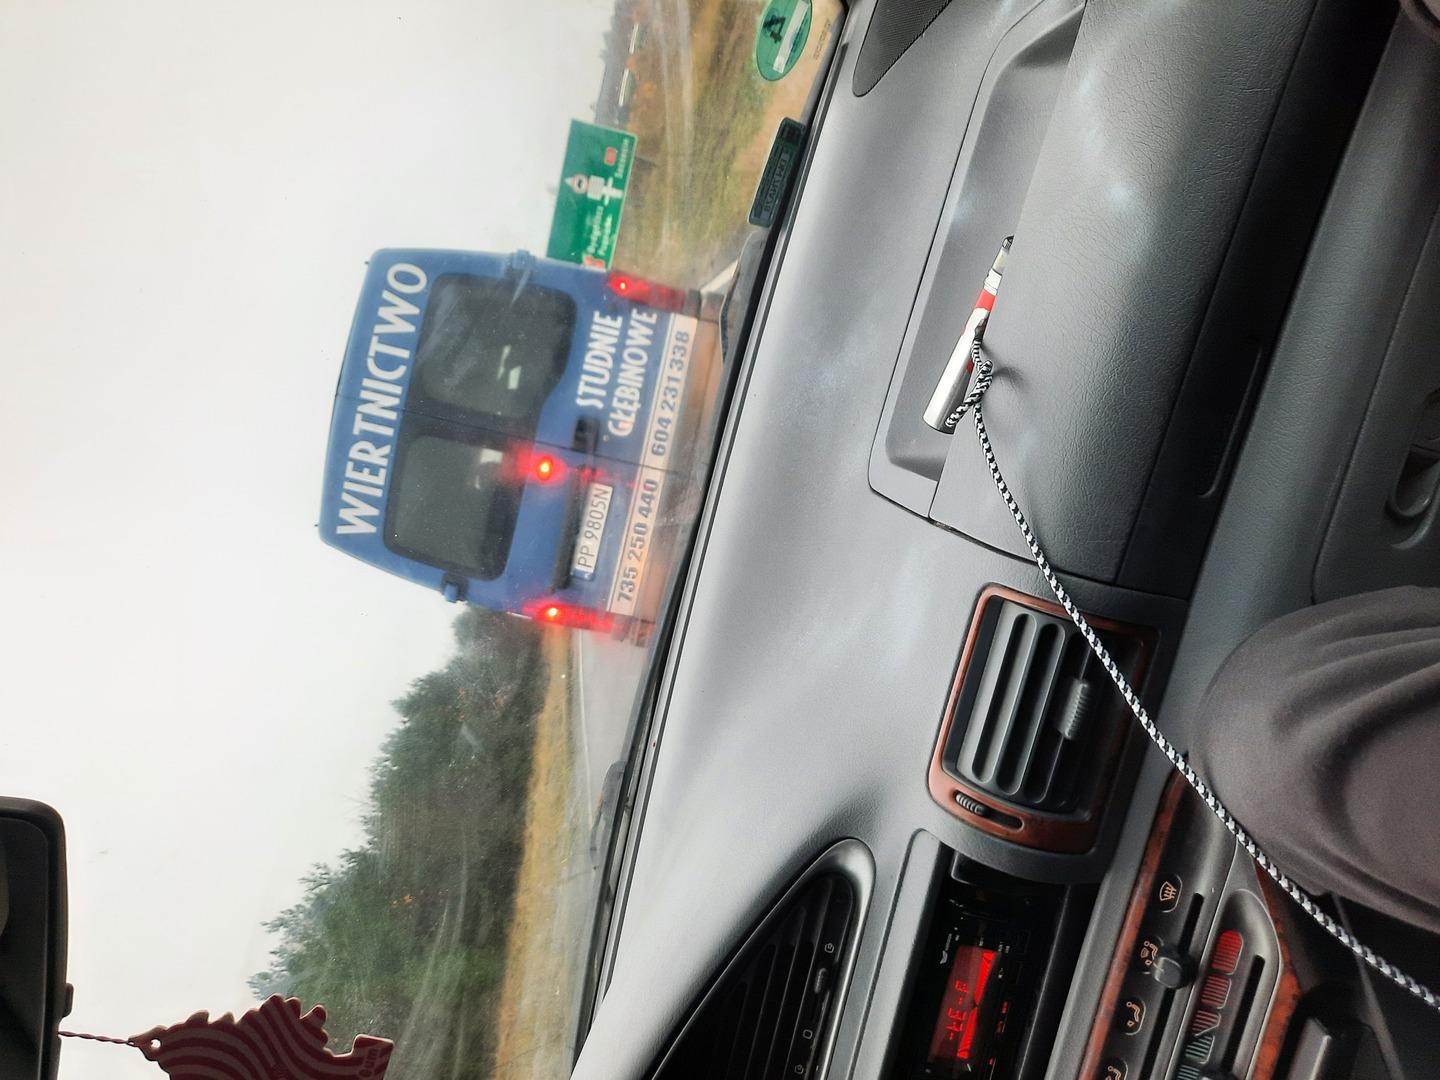 WIERTNICTWO
STUDNIE
GŁĘBINOWE
PP 9805N
735 250 440 604 231 338